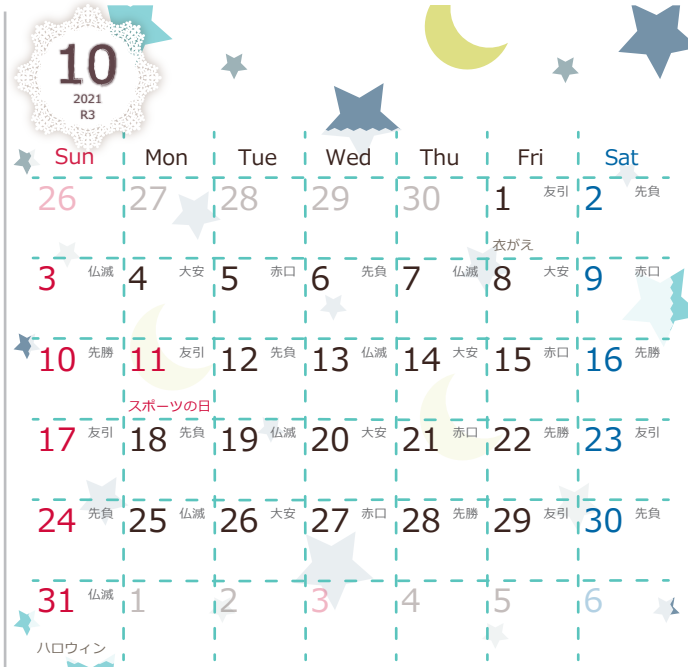 10
2021
R3
Sun Mon Tue Wed Thu Fri Sat
26 27 28 29 30 1 友引 2 先負
衣がえ
3 仏滅 4 大安 5 赤口 6 先負 7 仏滅 8 大安 9 赤口
10 先勝 11 友引 12 先負 13 仏滅 14 大安 15 赤口 16 先勝
スポーツの日
17 友引 18 先負 19 仏滅 20 大安 21 赤口 22 先勝 23 友引
24 先負 25 仏滅 26 大安 27 赤口 28 先勝 29 友引 30 先負
31 仏滅 1 2 3 4 5 6
ハロウィン